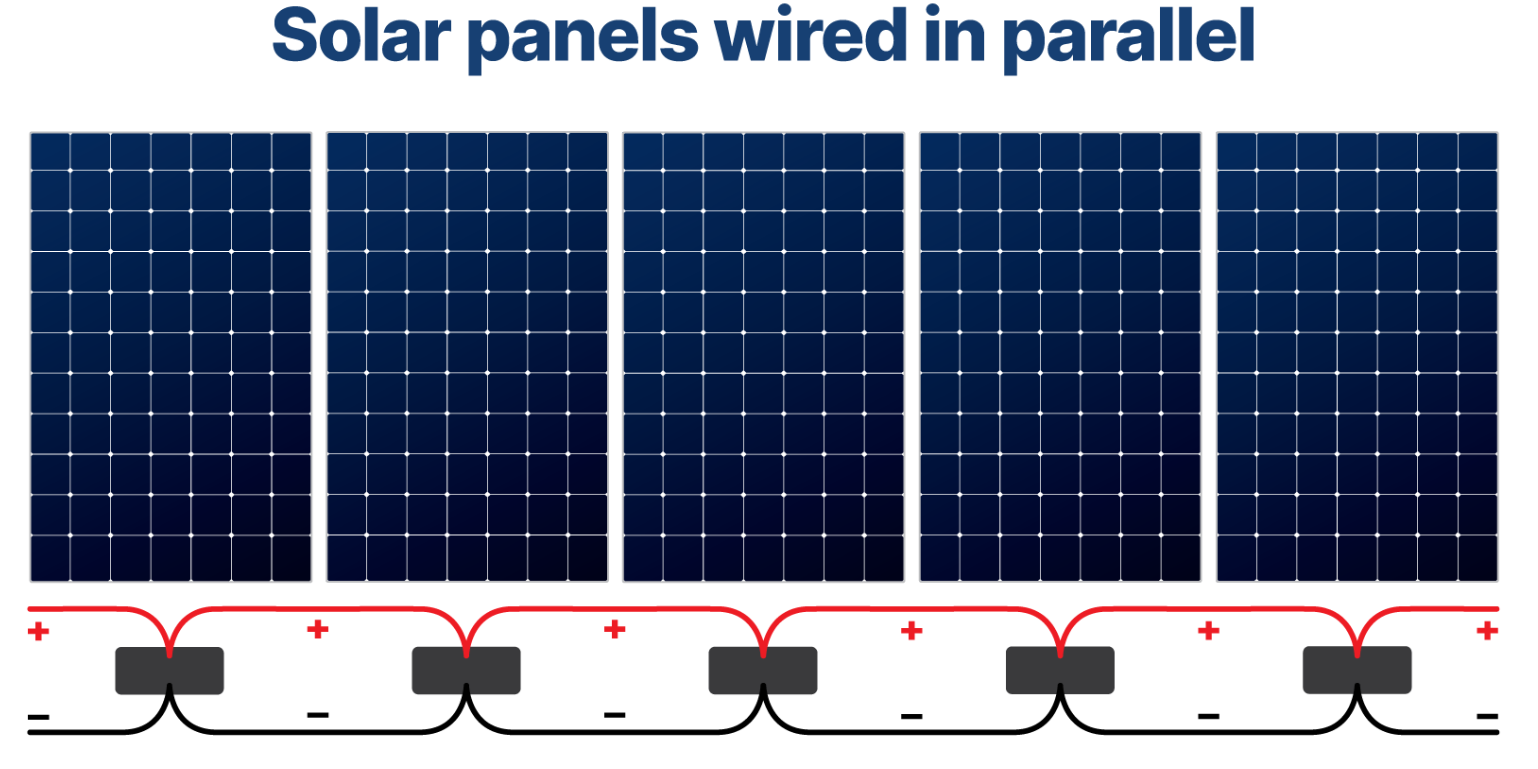 Solar panels wired in parallel
+ + + + + +
− − − − − −